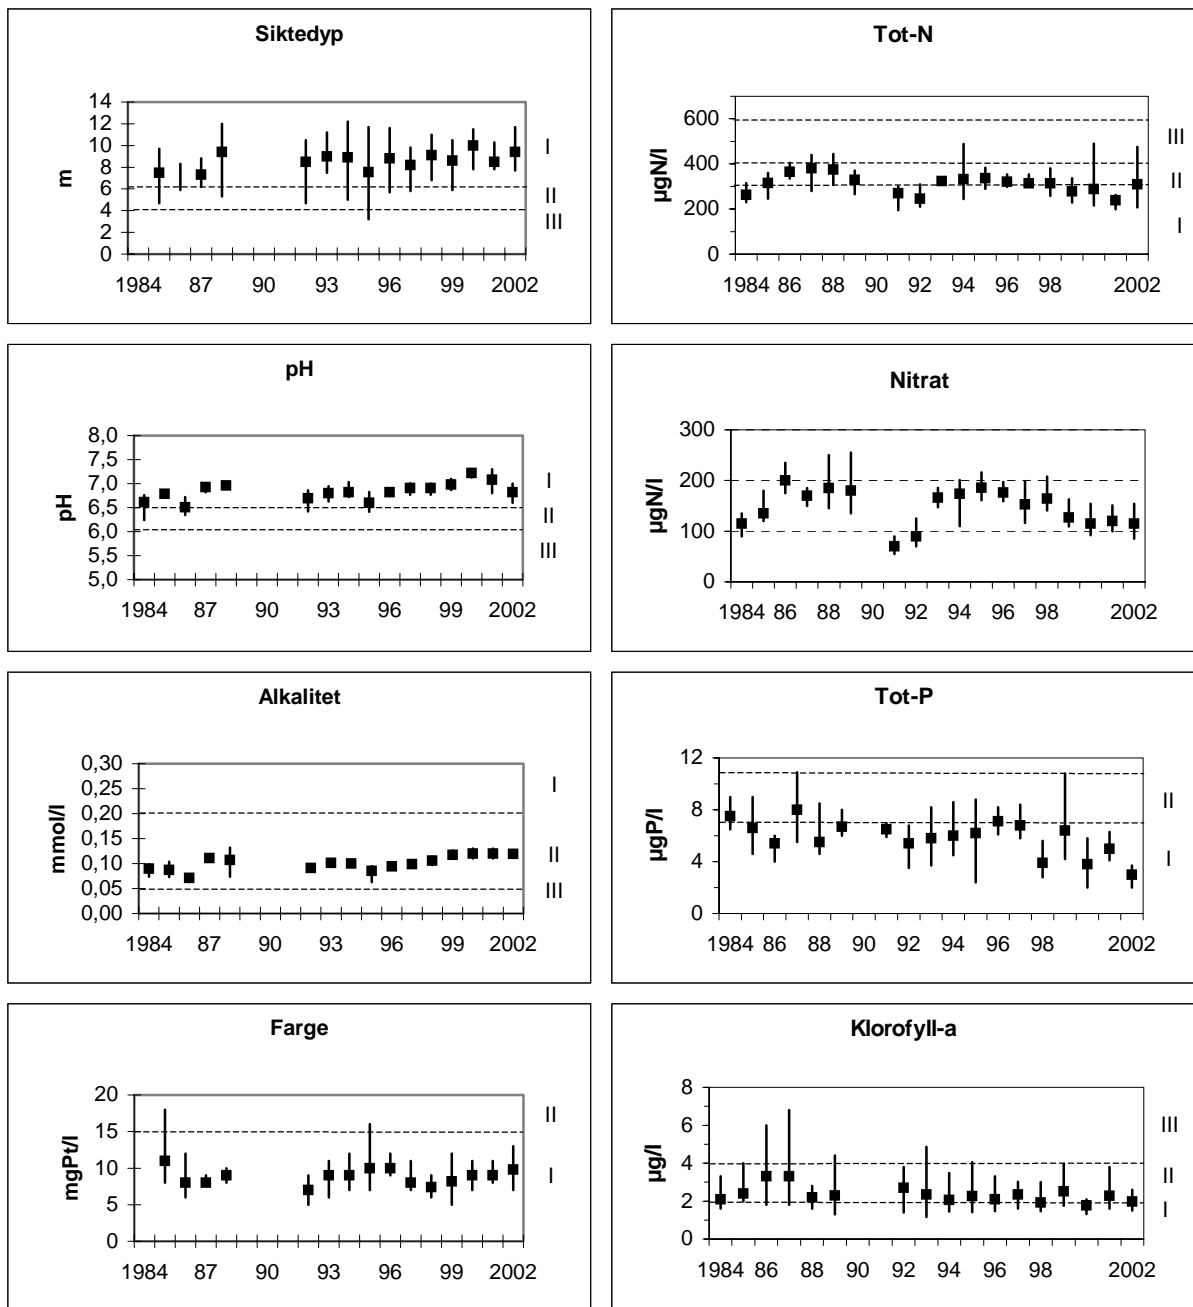 Siktedyp
m
14
12
10
8
6
4
2
0
1984 87 90 93 96 99 2002
I
II
III
Tot-N
µgN/l
600
400
200
0
1984 86 88 90 92 94 96 98 2002
III
II
I
pH
pH
8,0
7,5
7,0
6,5
6,0
5,5
5,0
1984 87 90 93 96 99 2002
I
II
III
Nitrat
µgN/l
300
200
100
0
1984 86 88 90 92 94 96 98 2002
Alkalitet
mmol/l
0,30
0,25
0,20
0,15
0,10
0,05
0,00
1984 87 90 93 96 99 2002
I
II
III
Tot-P
µgP/l
12
8
4
0
1984 86 88 90 92 94 96 98 2002
II
I
Farge
mgPt/l
20
15
10
5
0
1984 87 90 93 96 99 2002
II
I
Klorofyll-a
µg/l
8
6
4
2
0
1984 86 88 90 92 94 96 98 2002
III
II
I